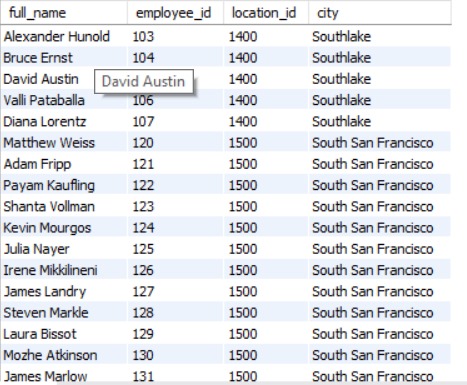 full_name employee_id location_id city
Alexander Hunold 103 1400 Southlake
Bruce Ernst 104 1400 Southlake
David Austin 1400 Southlake
David Austin
Valli Pataballa 106 1400 Southlake
Diana Lorentz 107 1400 Southlake
Matthew Weiss 120 1500 South San Francisco
Adam Fripp 121 1500 South San Francisco
Payam Kaufling 122 1500 South San Francisco
Shanta Vollman 123 1500 South San Francisco
Kevin Mourgos 124 1500 South San Francisco
Julia Nayer 125 1500 South San Francisco
Irene Mikkilineni 126 1500 South San Francisco
James Landry 127 1500 South San Francisco
Steven Markle 128 1500 South San Francisco
Laura Bissot 129 1500 South San Francisco
Mozhe Atkinson 130 1500 South San Francisco
James Marlow 131 1500 South San Francisco